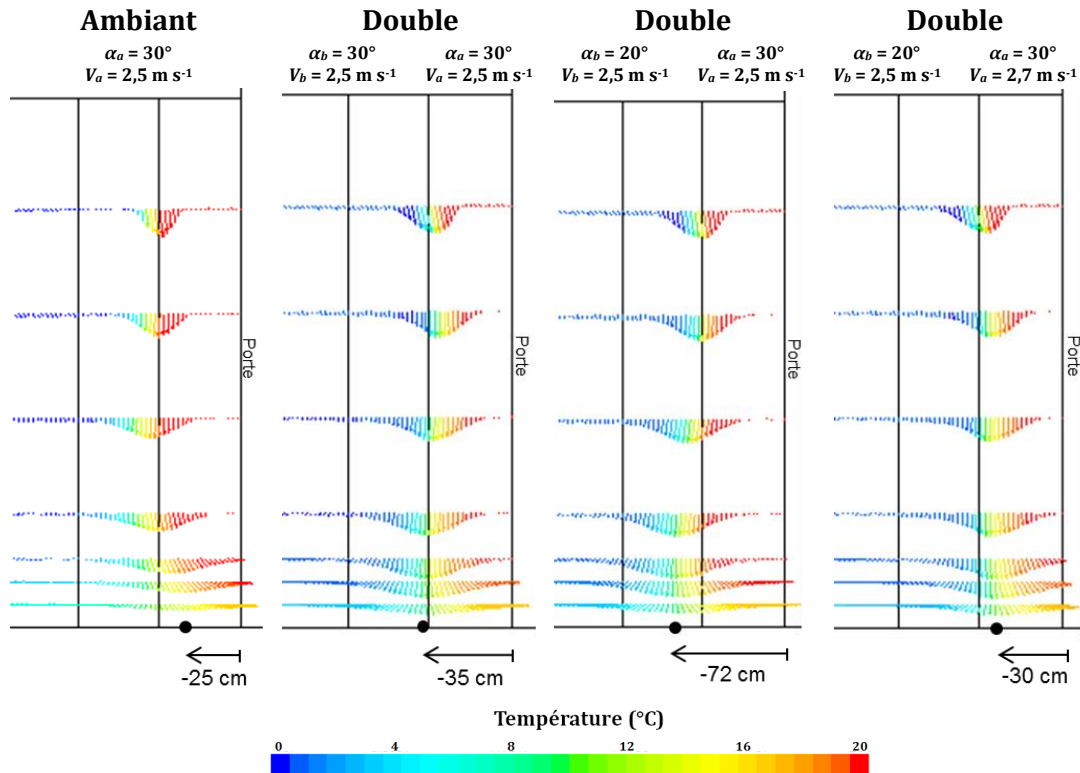 Ambiant
αa = 30°
Va = 2,5 m s-1
Double
αb = 30° αa = 30°
Vb = 2,5 m s-1 Va = 2,5 m s-1
Double
αb = 20° αa = 30°
Vb = 2,5 m s-1 Va = 2,5 m s-1
Double
αb = 20° αa = 30°
Vb = 2,5 m s-1 Va = 2,7 m s-1
Porte
Porte
Porte
Porte
-25 cm
-35 cm
-72 cm
-30 cm
Température (°C)
0 4 8 12 16 20